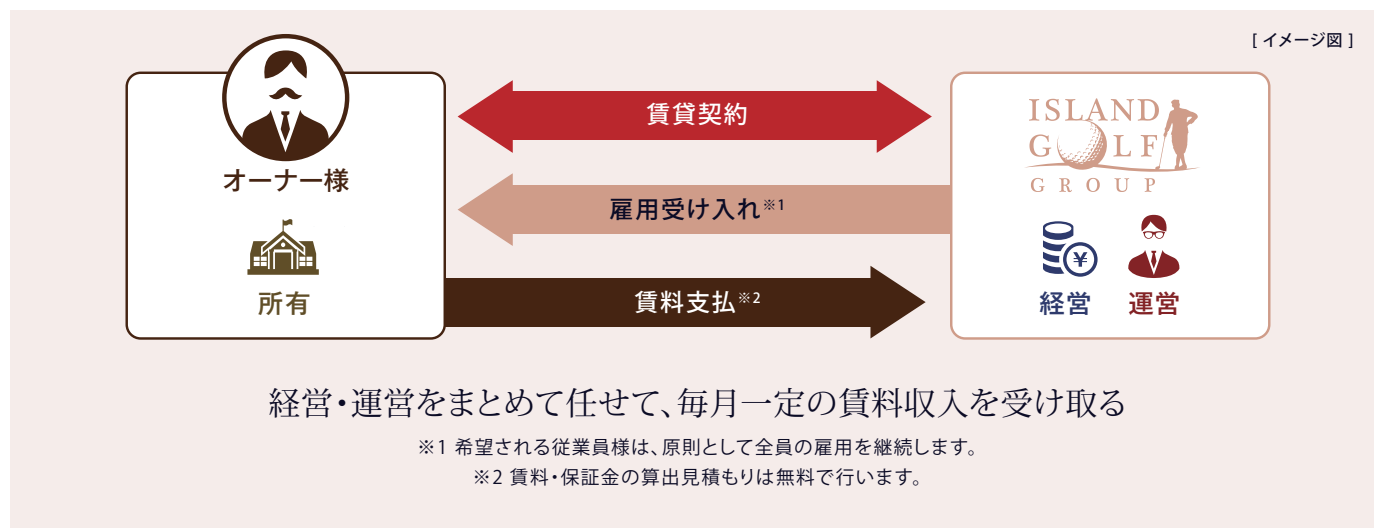 [ イメージ図 ]
オーナー様
所有
賃貸契約
雇用受け入れ※1
賃料支払※2
ISLAND
GOLF
GROUP
¥
経営
運営
経営・運営をまとめて任せて、毎月一定の賃料収入を受け取る
※1 希望される従業員様は、原則として全員の雇用を継続します。
※2 賃料・保証金の算出見積もりは無料で行います。